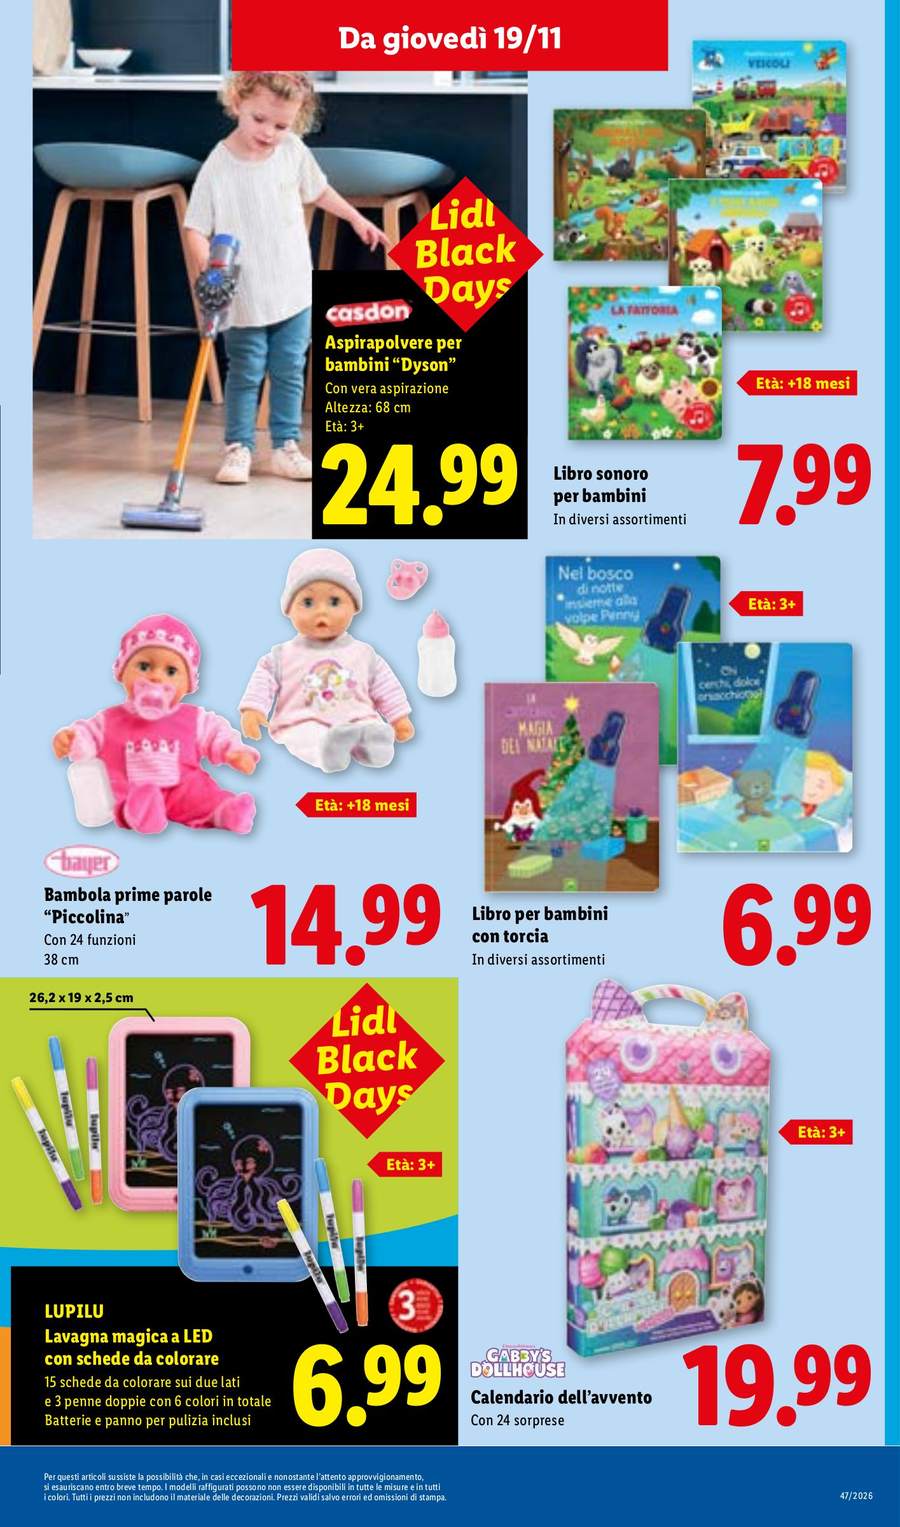 Da giovedì 19/11
Lidl
Black
Days
casdon
Aspirapolvere per
bambini “Dyson”
Con vera aspirazione
Altezza: 68 cm
Età: 3+
24.99
VEICOLI
LA FATTORIA
Età: +18 mesi
Libro sonoro
per bambini
In diversi assortimenti
7.99
Età: +18 mesi
bayer
Bambola prime parole
“Piccolina”
Con 24 funzioni
38 cm
14.99
Nel bosco
di notte
insieme alla
volpe Penny
Età: 3+
Chi
cerchi, dolce
orsacchiotto?
LA
MAGIA
DEL NATALE
Libro per bambini
con torcia
In diversi assortimenti
6.99
26,2 x 19 x 2,5 cm
Lidl
Black
Days
Età: 3+
lupilu
lupilu
lupilu
lupilu
lupilu
lupilu
3
LUPILU
Lavagna magica a LED
con schede da colorare
15 schede da colorare sui due lati
e 3 penne doppie con 6 colori in totale
Batterie e panno per pulizia inclusi
6.99
24
Età: 3+
GABBY'S
DOLLHOUSE
Calendario dell’avvento
Con 24 sorprese
19.99
Per questi articoli sussiste la possibilità che, in casi eccezionali e nonostante l’attento approvvigionamento,
si esauriscano entro breve tempo. I modelli raffigurati possono non essere disponibili in tutte le misure e in tutti
i colori. Tutti i prezzi non includono il materiale delle decorazioni. Prezzi validi salvo errori ed omissioni di stampa.
47/2026